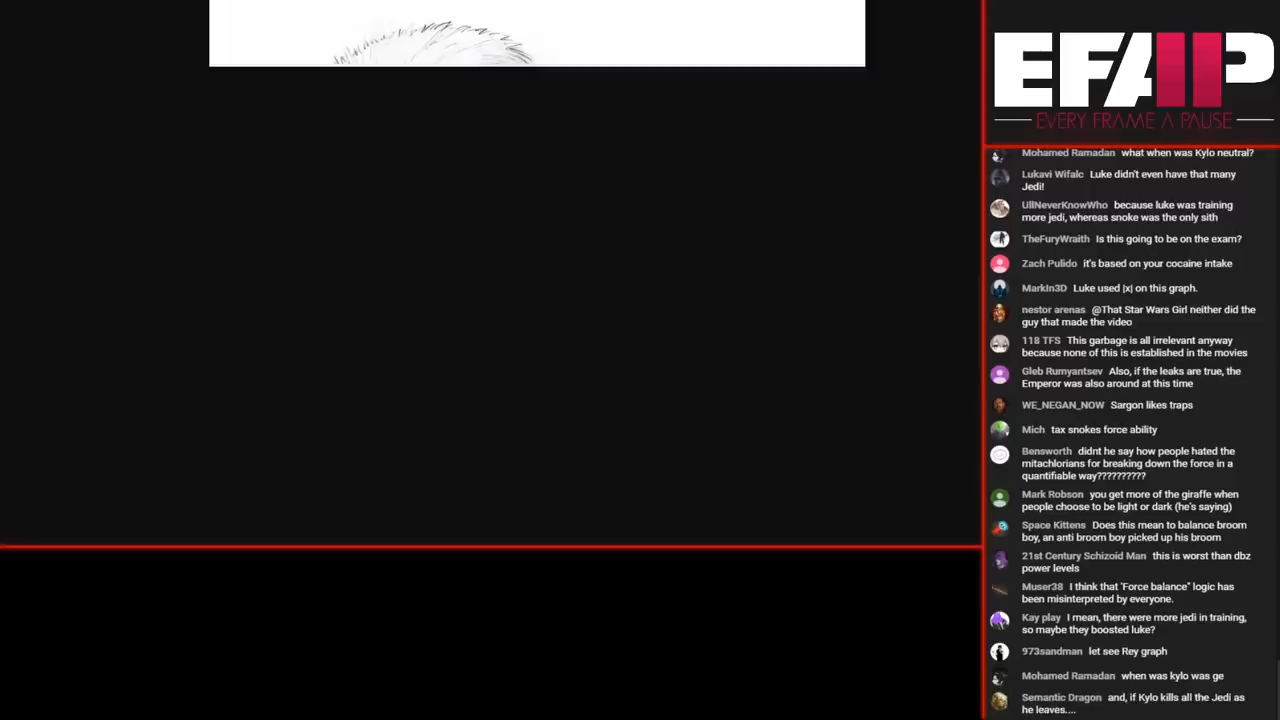 EFAP
EVERY FRAME A PAUSE
Mohamed Ramadan what when was Kylo neutral?
Lukavi Wifalc Luke didn't even have that many
Jedi!
UllNeverKnowWho because luke was training
more jedi, whereas snoke was the only sith
TheFuryWraith Is this going to be on the exam?
Zach Pulido it's based on your cocaine intake
MarkIn3D Luke used |x| on this graph.
nestor arenas @That Star Wars Girl neither did the
guy that made the video
118 TFS This garbage is all irrelevant anyway
because none of this is established in the movies
Gleb Rumyantsev Also, if the leaks are true, the
Emperor was also around at this time
WE_NEGAN_NOW Sargon likes traps
Mich tax snokes force ability
Bensworth didnt he say how people hated the
mitachlorians for breaking down the force in a
quantifiable way??????????
Mark Robson you get more of the giraffe when
people choose to be light or dark (he's saying)
Space Kittens Does this mean to balance broom
boy, an anti broom boy picked up his broom
21st Century Schizoid Man this is worst than dbz
power levels
Muser38 I think that 'Force balance" logic has
been misinterpreted by everyone.
Kay play I mean, there were more jedi in training,
so maybe they boosted luke?
973sandman let see Rey graph
Mohamed Ramadan when was kylo was ge
Semantic Dragon and, if Kylo kills all the Jedi as
he leaves....